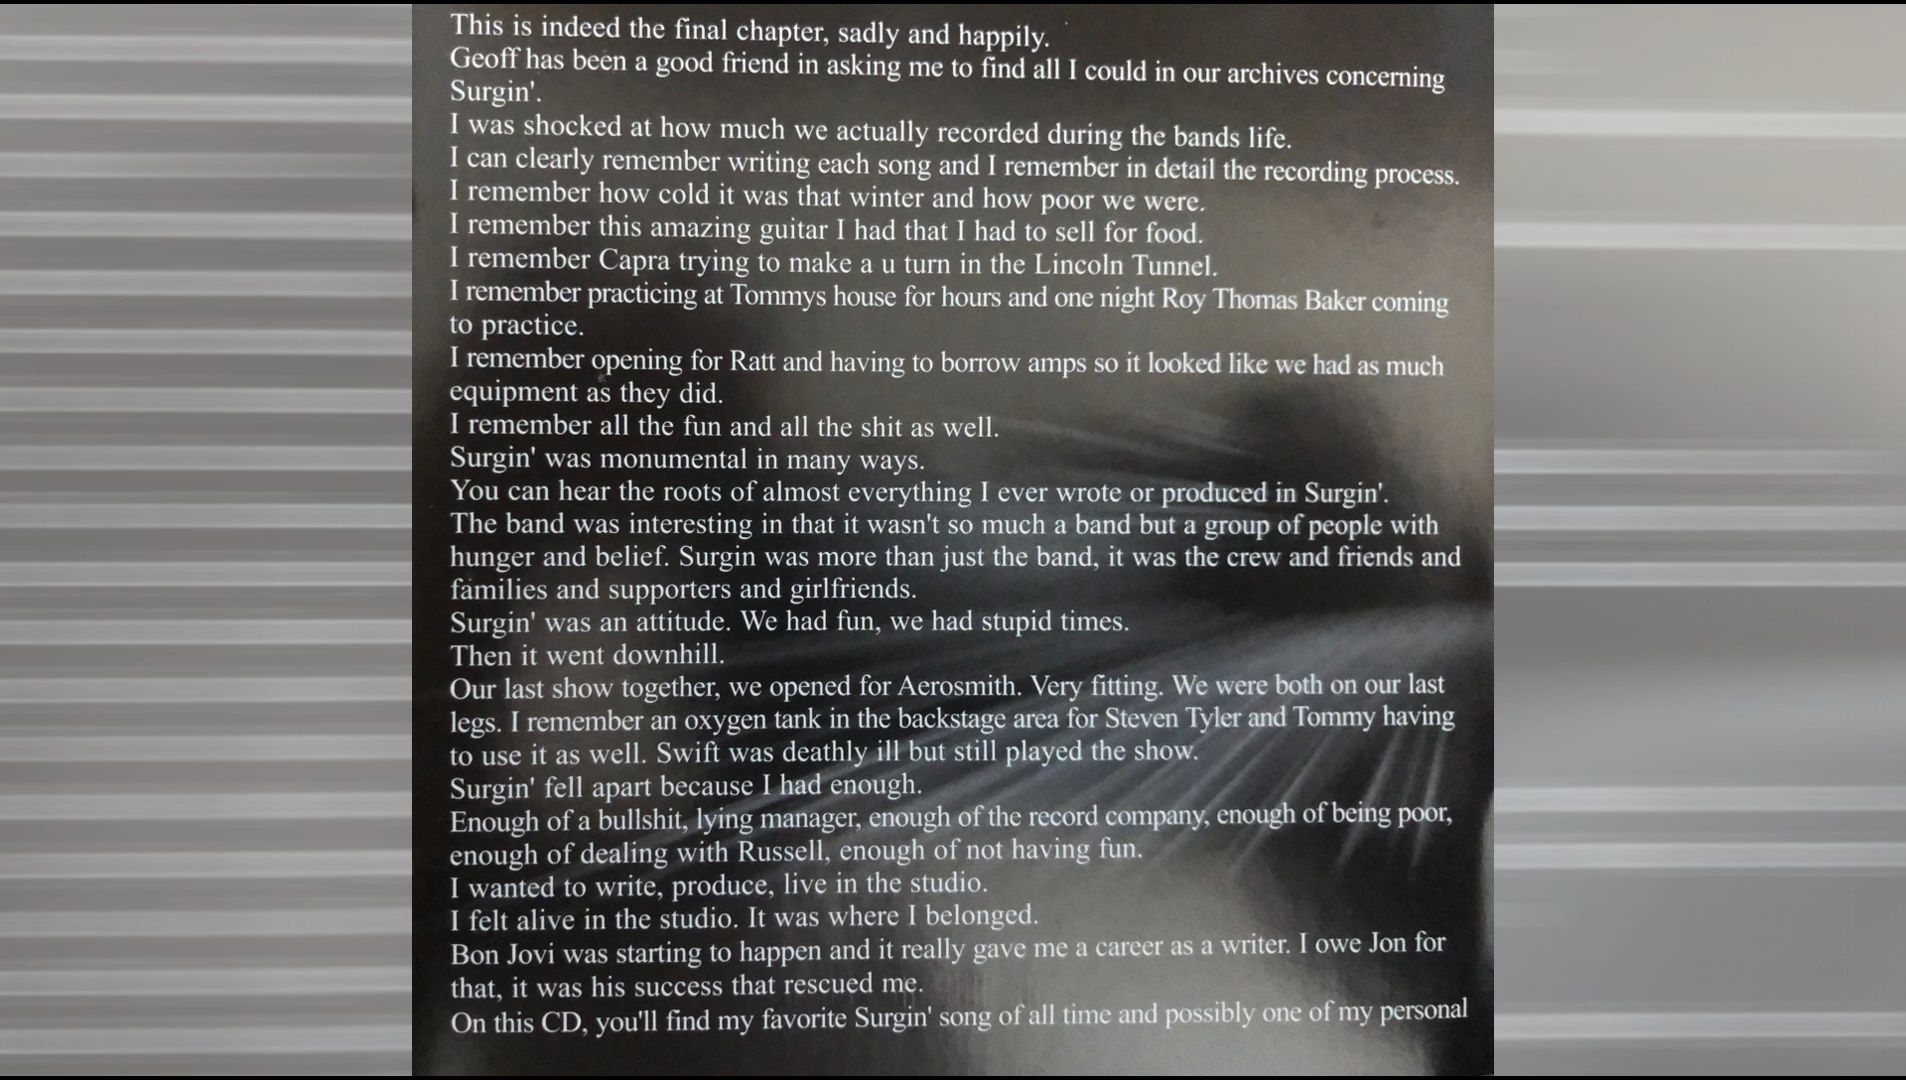 This is indeed the final chapter, sadly and happily.
Geoff has been a good friend in asking me to find all I could in our archives concerning
Surgin'.
I was shocked at how much we actually recorded during the bands life.
I can clearly remember writing each song and I remember in detail the recording process.
I remember how cold it was that winter and how poor we were.
I remember this amazing guitar I had that I had to sell for food.
I remember Capra trying to make a u turn in the Lincoln Tunnel.
I remember practicing at Tommys house for hours and one night Roy Thomas Baker coming
to practice.
I remember opening for Ratt and having to borrow amps so it looked like we had as much
equipment as they did.
I remember all the fun and all the shit as well.
Surgin' was monumental in many ways.
You can hear the roots of almost everything I ever wrote or produced in Surgin'.
The band was interesting in that it wasn't so much a band but a group of people with
hunger and belief. Surgin was more than just the band, it was the crew and friends and
families and supporters and girlfriends.
Surgin' was an attitude. We had fun, we had stupid times.
Then it went downhill.
Our last show together, we opened for Aerosmith. Very fitting. We were both on our last
legs. I remember an oxygen tank in the backstage area for Steven Tyler and Tommy having
to use it as well. Swift was deathly ill but still played the show.
Surgin' fell apart because I had enough.
Enough of a bullshit, lying manager, enough of the record company, enough of being poor,
enough of dealing with Russell, enough of not having fun.
I wanted to write, produce, live in the studio.
I felt alive in the studio. It was where I belonged.
Bon Jovi was starting to happen and it really gave me a career as a writer. I owe Jon for
that, it was his success that rescued me.
On this CD, you'll find my favorite Surgin' song of all time and possibly one of my personal